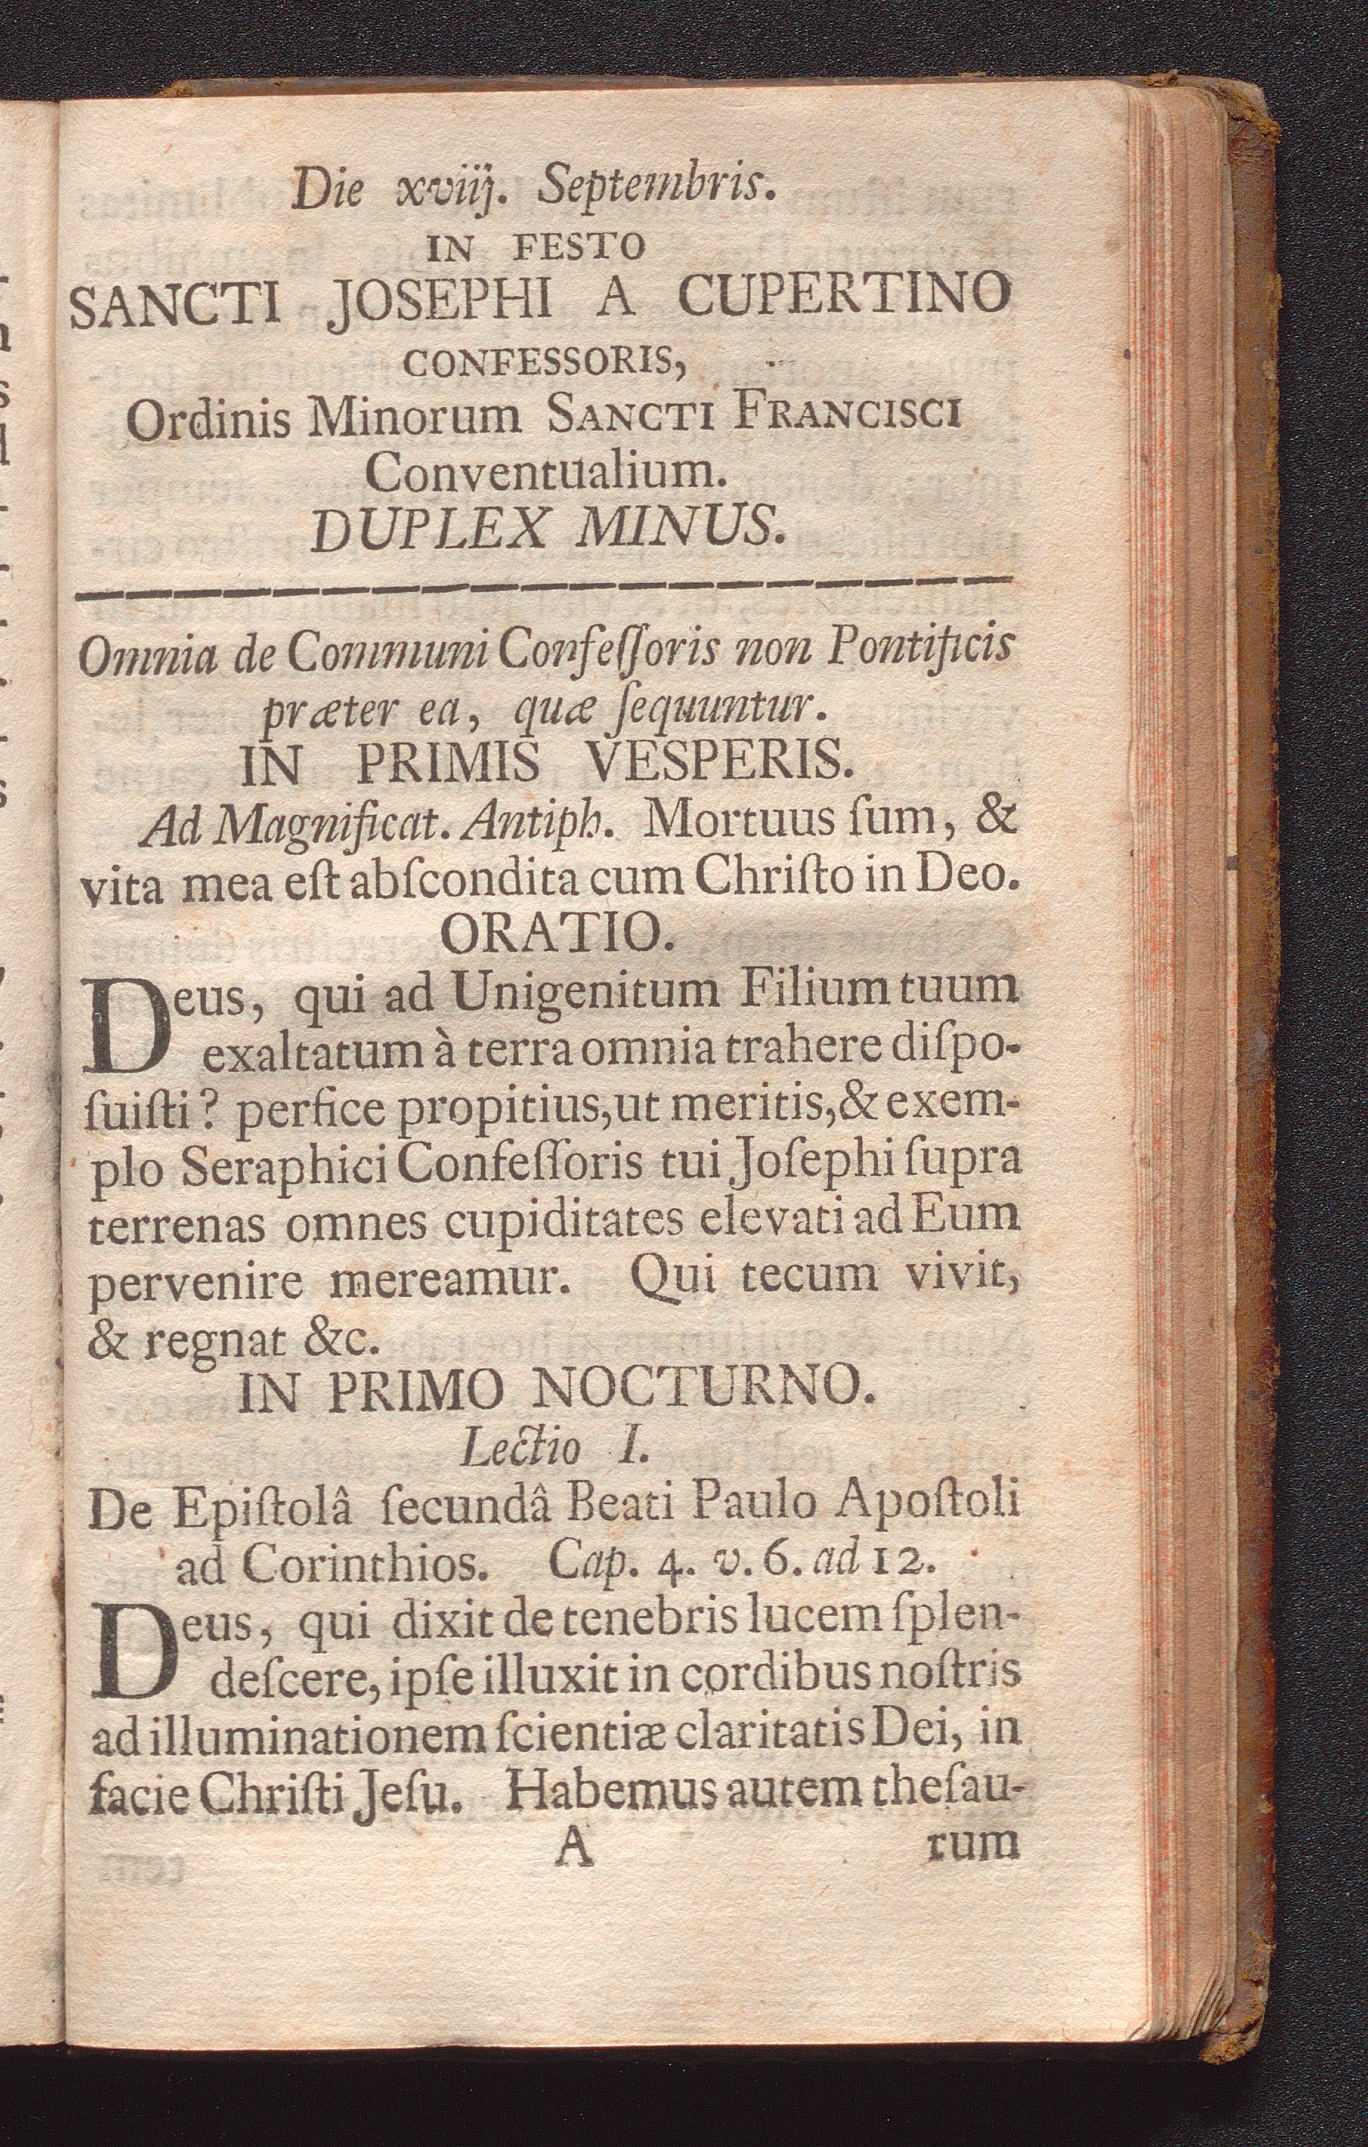 Die xviij. Septembris.
IN FESTO
SANCTI JOSEPHI A CUPERTINO
CONFESSORIS,
Ordinis Minorum SANCTI FRANCISCI
Conventualium.
DUPLEX MINUS.
Omnia de Communi Confeſſoris non Pontificis
præter ea, quæ ſequuntur.
IN PRIMIS VESPERIS.
Ad Magnificat. Antiph. Mortuus ſum, &
vita mea eſt abſcondita cum Chriſto in Deo.
ORATIO.
Deus, qui ad Unigenitum Filium tuum
exaltatum à terra omnia trahere diſpo-
ſuiſti? perfice propitius, ut meritis, & exem-
plo Seraphici Confeſſoris tui Joſephi ſupra
terrenas omnes cupiditates elevati ad Eum
pervenire mereamur. Qui tecum vivit,
& regnat &c.
IN PRIMO NOCTURNO.
Lectio I.
De Epiſtolâ ſecundâ Beati Paulo Apoſtoli
ad Corinthios. Cap. 4. v. 6. ad 12.
Deus, qui dixit de tenebris lucem ſplen-
deſcere, ipſe illuxit in cordibus noſtris
ad illuminationem ſcientiæ claritatis Dei, in
facie Chriſti Jeſu. Habemus autem theſau-
A rum